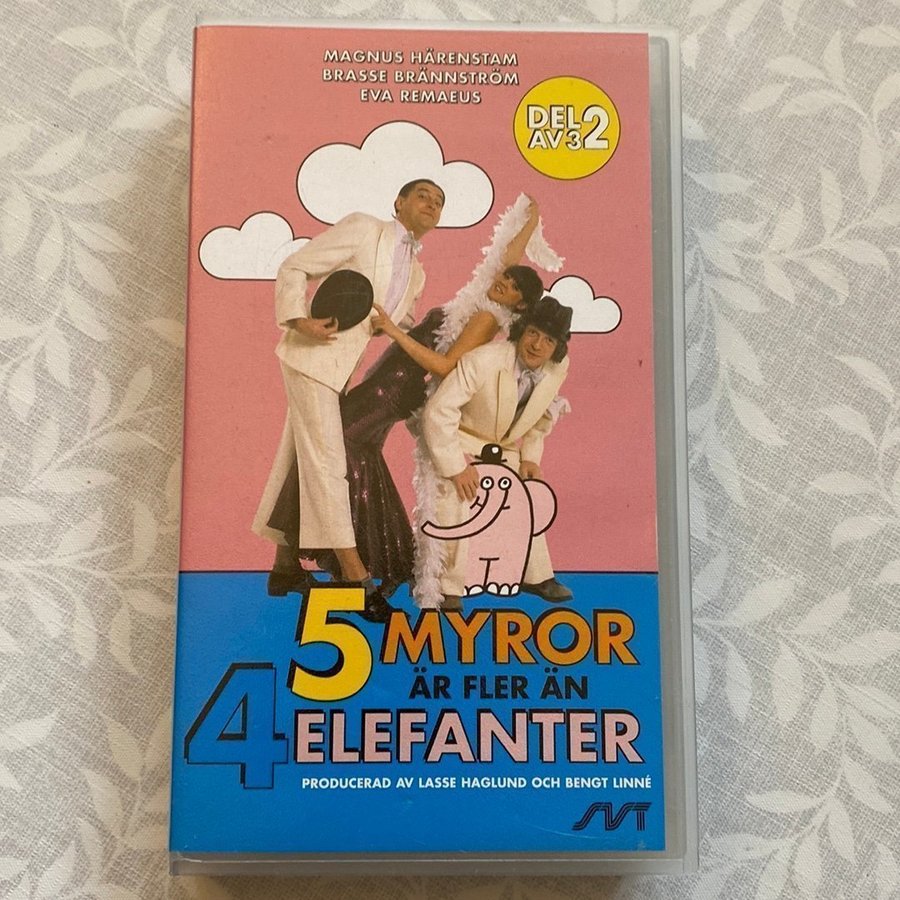 MAGNUS HÄRENSTAM
BRASSE BRÄNNSTRÖM
EVA REMAEUS
DEL 2
AV 3
5 MYROR
ÄR FLER ÄN
4 ELEFANTER
PRODUCERAD AV LASSE HAGLUND OCH BENGT LINNÉ
SVT